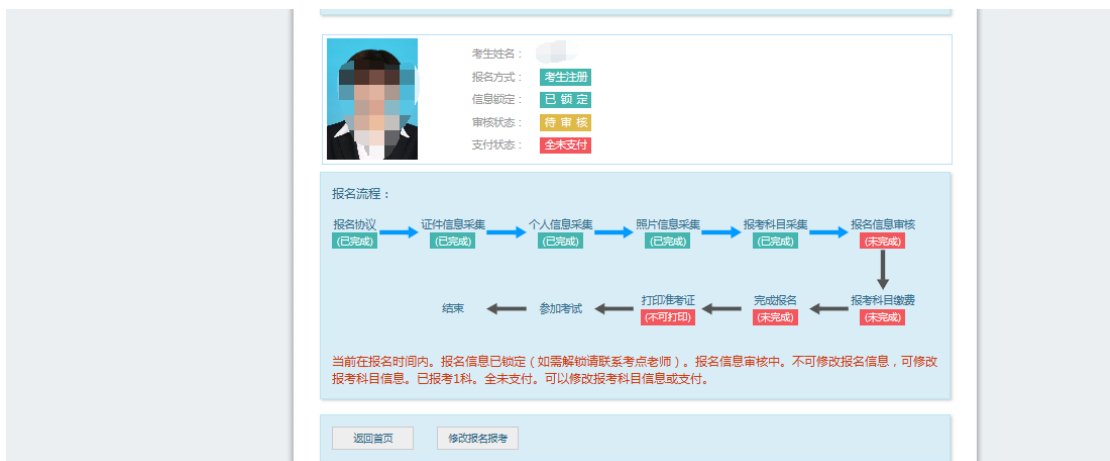 考生姓名：
报名方式： 考生注册
信息锁定： 已 锁 定
审核状态： 待 审 核
支付状态： 全未支付
报名流程：
报名协议 证件信息采集 个人信息采集 照片信息采集 报考科目采集 报名信息审核
(已完成) (已完成) (已完成) (已完成) (已完成) (未完成)
结束 参加考试 打印准考证 完成报名 报考科目缴费
(不可打印) (未完成) (未完成)
当前在报名时间内。报名信息已锁定（如需解锁请联系考点老师）。报名信息审核中。不可修改报名信息，可修改
报考科目信息。已报考1科。全未支付。可以修改报考科目信息或支付。
返回首页 修改报名报考